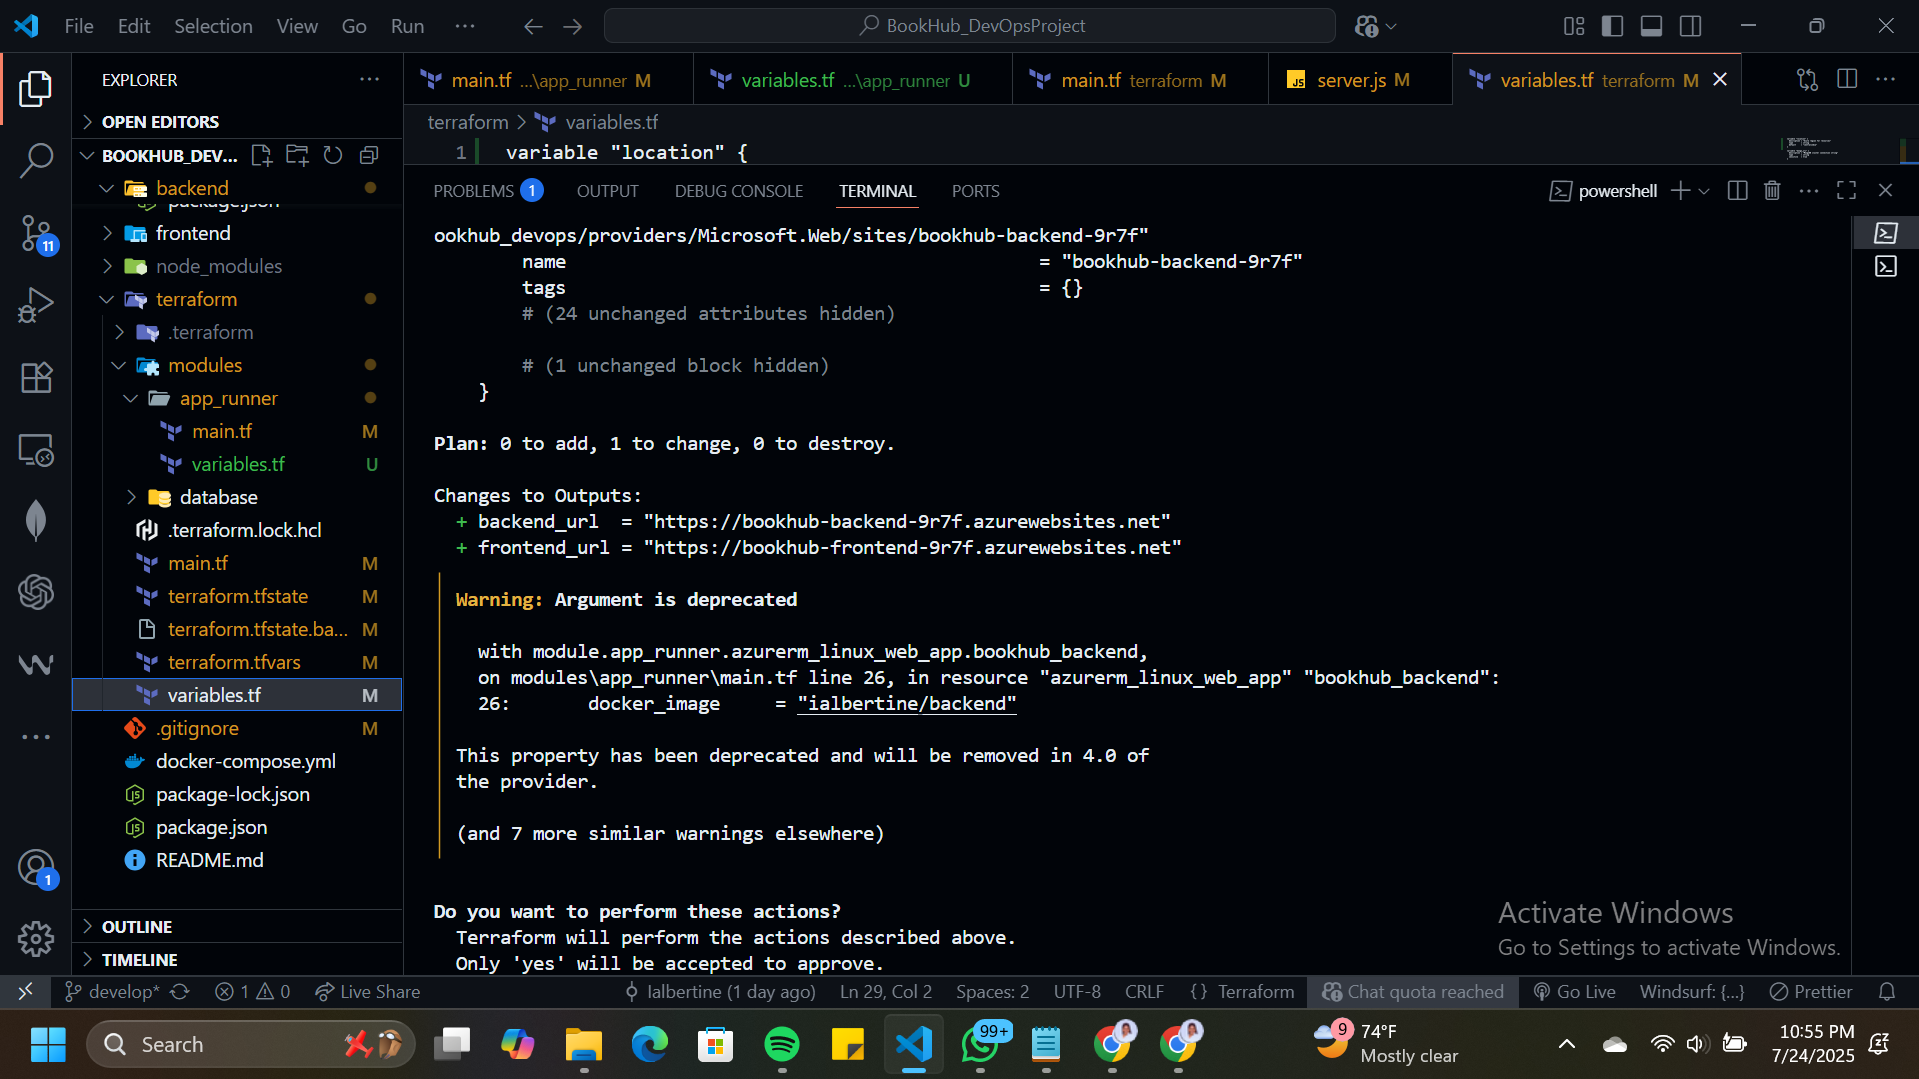 File Edit Selection View Go Run ...
BookHub_DevOpsProject
EXPLORER
OPEN EDITORS
BOOKHUB_DEV...
backend
package.json
frontend
node_modules
terraform
.terraform
modules
app_runner
main.tf M
variables.tf U
database
.terraform.lock.hcl
main.tf M
terraform.tfstate M
terraform.tfstate.ba... M
terraform.tfvars M
variables.tf M
.gitignore M
docker-compose.yml
package-lock.json
package.json
README.md
OUTLINE
TIMELINE
11
1
main.tf ...\app_runner M
variables.tf ...\app_runner U
main.tf terraform M
JS server.js M
variables.tf terraform M
terraform > variables.tf
1 variable "location" {
PROBLEMS 1 OUTPUT DEBUG CONSOLE TERMINAL PORTS
powershell
ookhub_devops/providers/Microsoft.Web/sites/bookhub-backend-9r7f"
name = "bookhub-backend-9r7f"
tags = {}
# (24 unchanged attributes hidden)
# (1 unchanged block hidden)
}
Plan: 0 to add, 1 to change, 0 to destroy.
Changes to Outputs:
+ backend_url = "https://bookhub-backend-9r7f.azurewebsites.net"
+ frontend_url = "https://bookhub-frontend-9r7f.azurewebsites.net"
Warning: Argument is deprecated
with module.app_runner.azurerm_linux_web_app.bookhub_backend,
on modules\app_runner\main.tf line 26, in resource "azurerm_linux_web_app" "bookhub_backend":
26: docker_image = "ialbertine/backend"
This property has been deprecated and will be removed in 4.0 of
the provider.
(and 7 more similar warnings elsewhere)
Do you want to perform these actions?
Terraform will perform the actions described above.
Only 'yes' will be accepted to approve.
Activate Windows
Go to Settings to activate Windows.
develop* 1 0 Live Share
Ialbertine (1 day ago) Ln 29, Col 2 Spaces: 2 UTF-8 CRLF {} Terraform Chat quota reached Go Live Windsurf: {...} Prettier
Search
99+
9
74°F
Mostly clear
10:55 PM
7/24/2025